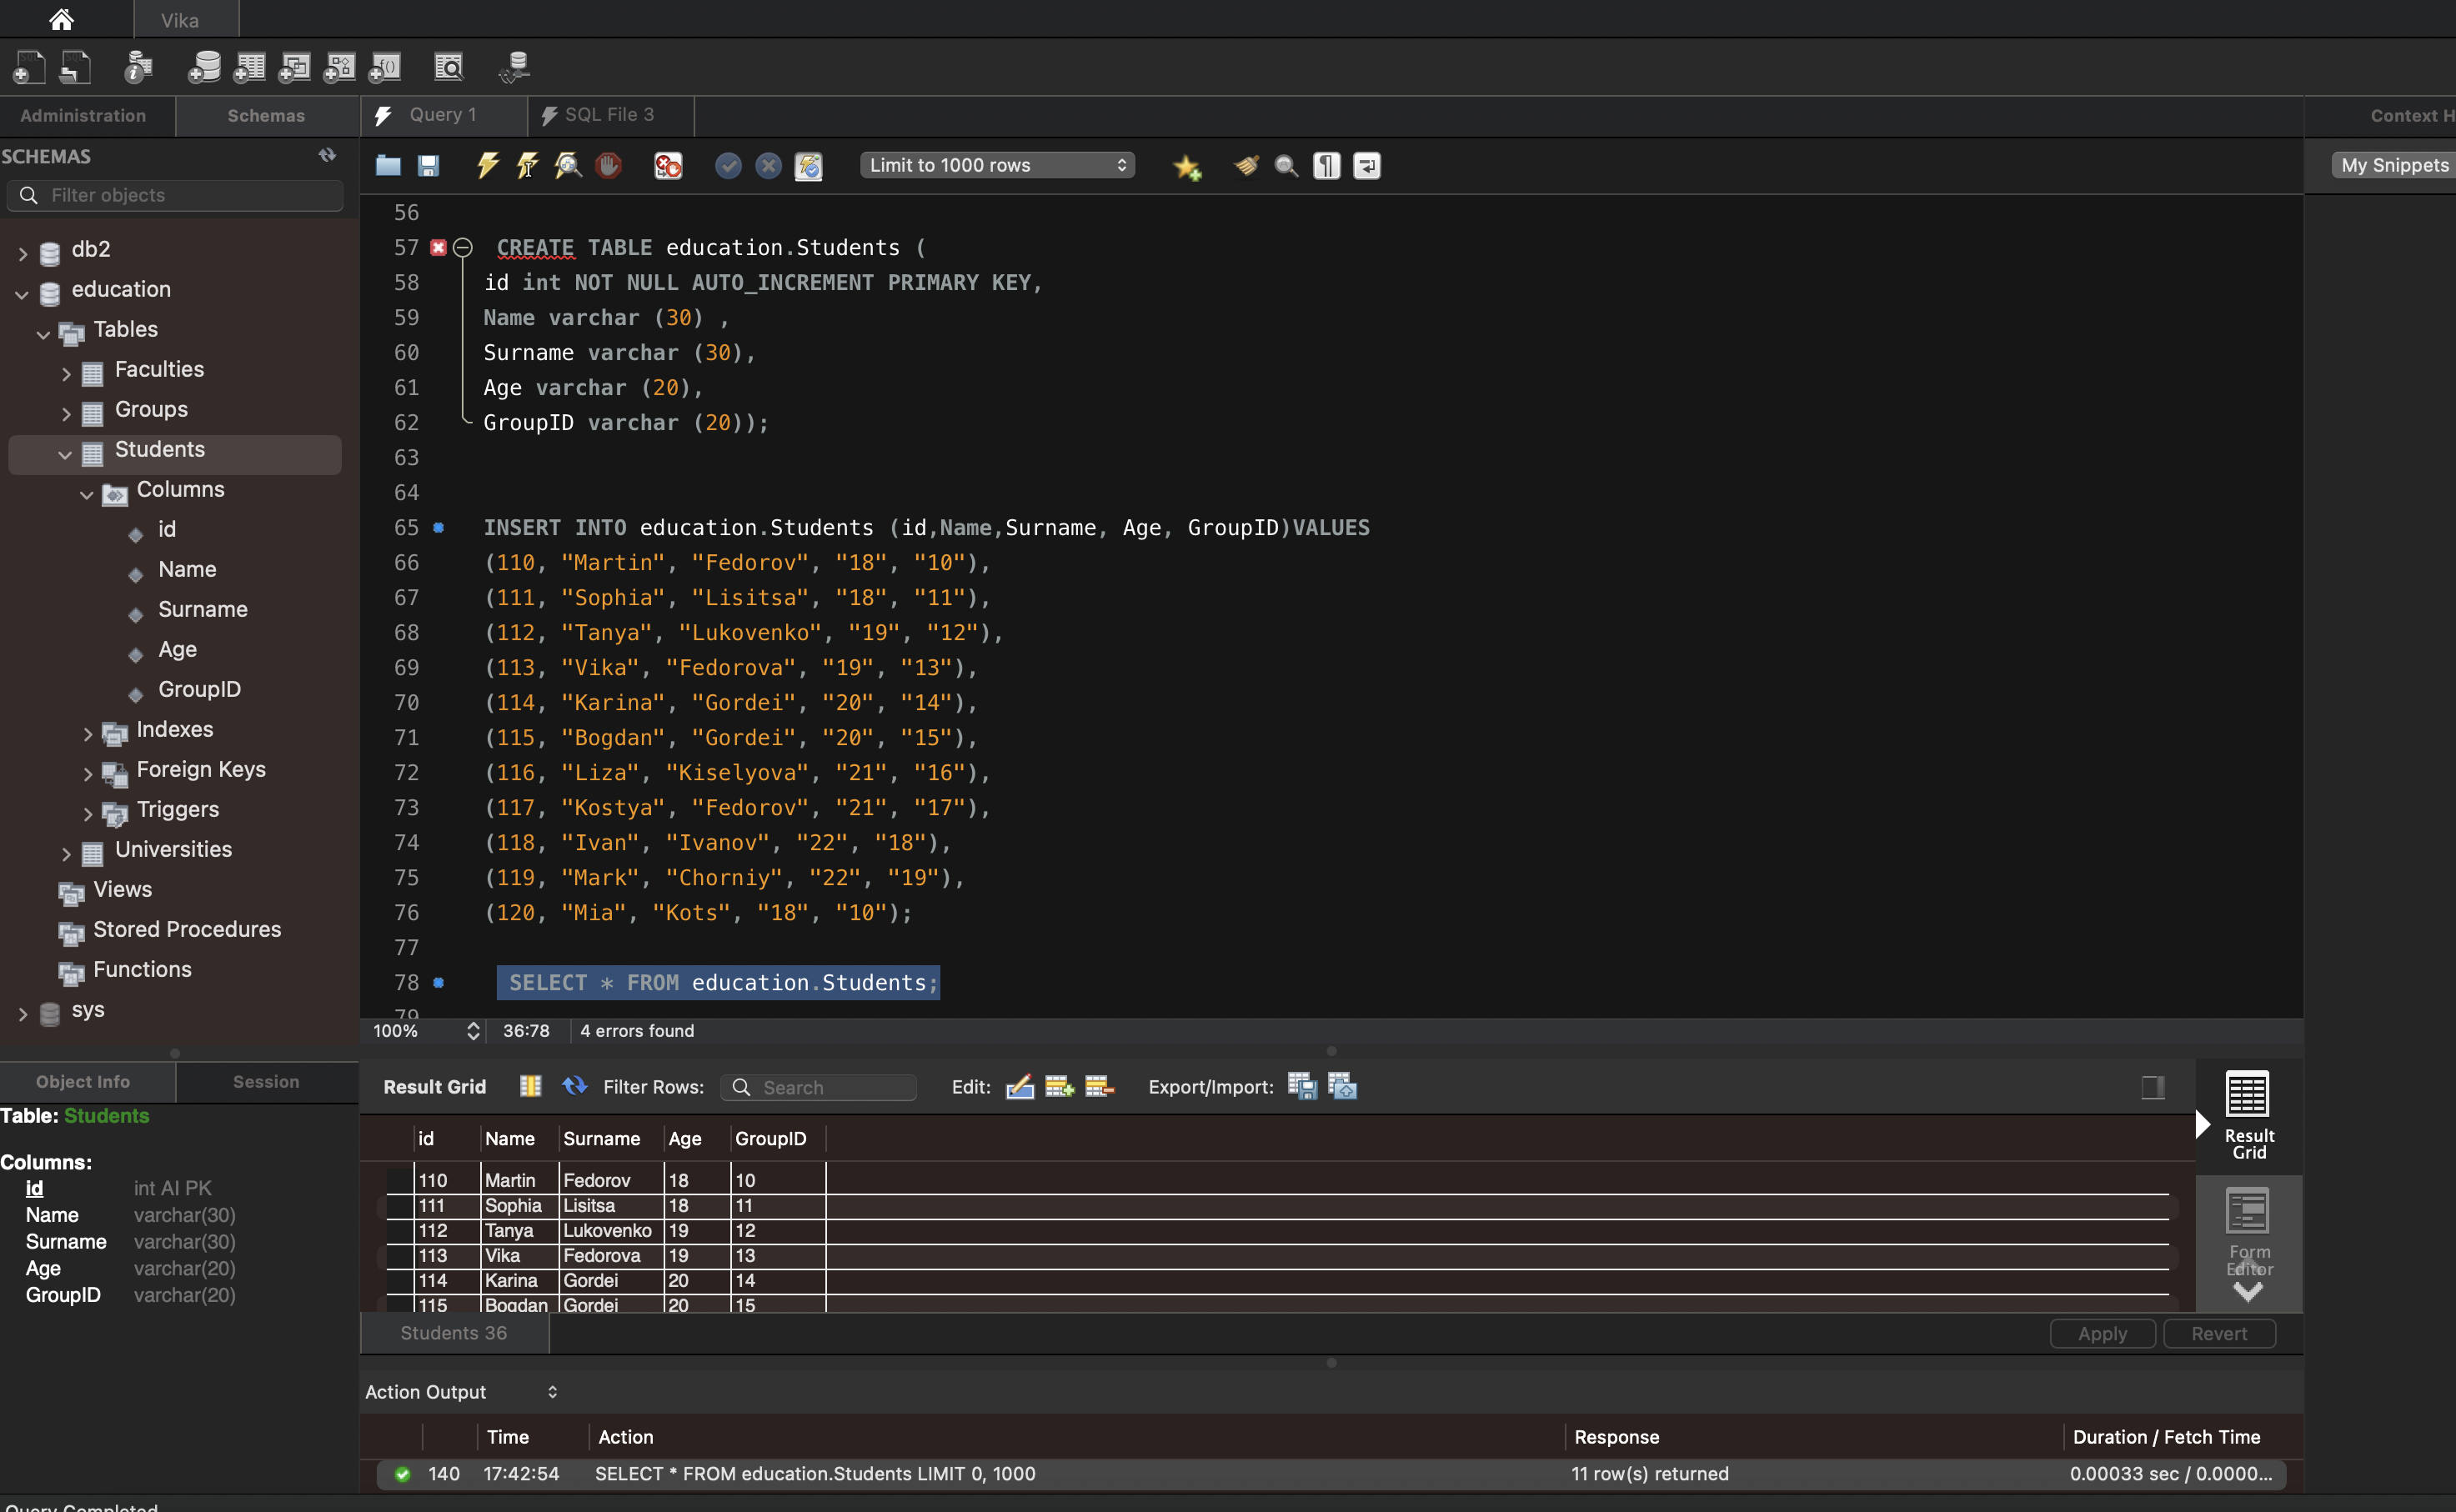 Vika
Administration
Schemas
Query 1
SQL File 3
Context H
SCHEMAS
Limit to 1000 rows
My Snippets
Filter objects
db2
education
Tables
Faculties
Groups
Students
Columns
id
Name
Surname
Age
GroupID
Indexes
Foreign Keys
Triggers
Universities
Views
Stored Procedures
Functions
sys
56
57 CREATE TABLE education.Students (
58 id int NOT NULL AUTO_INCREMENT PRIMARY KEY,
59 Name varchar (30) ,
60 Surname varchar (30),
61 Age varchar (20),
62 GroupID varchar (20));
63
64
65 INSERT INTO education.Students (id,Name,Surname, Age, GroupID)VALUES
66 (110, "Martin", "Fedorov", "18", "10"),
67 (111, "Sophia", "Lisitsa", "18", "11"),
68 (112, "Tanya", "Lukovenko", "19", "12"),
69 (113, "Vika", "Fedorova", "19", "13"),
70 (114, "Karina", "Gordei", "20", "14"),
71 (115, "Bogdan", "Gordei", "20", "15"),
72 (116, "Liza", "Kiselyova", "21", "16"),
73 (117, "Kostya", "Fedorov", "21", "17"),
74 (118, "Ivan", "Ivanov", "22", "18"),
75 (119, "Mark", "Chorniy", "22", "19"),
76 (120, "Mia", "Kots", "18", "10");
77
78 SELECT * FROM education.Students;
79
100% 36:78 4 errors found
Object Info
Session
Table: Students
Columns:
id int AI PK
Name varchar(30)
Surname varchar(30)
Age varchar(20)
GroupID varchar(20)
Result Grid Filter Rows: Search Edit: Export/Import:
id Name Surname Age GroupID
110 Martin Fedorov 18 10
111 Sophia Lisitsa 18 11
112 Tanya Lukovenko 19 12
113 Vika Fedorova 19 13
114 Karina Gordei 20 14
115 Bogdan Gordei 20 15
Result
Grid
Form
Editor
Students 36
Apply
Revert
Action Output
Time Action Response Duration / Fetch Time
140 17:42:54 SELECT * FROM education.Students LIMIT 0, 1000 11 row(s) returned 0.00033 sec / 0.0000...
Query Completed